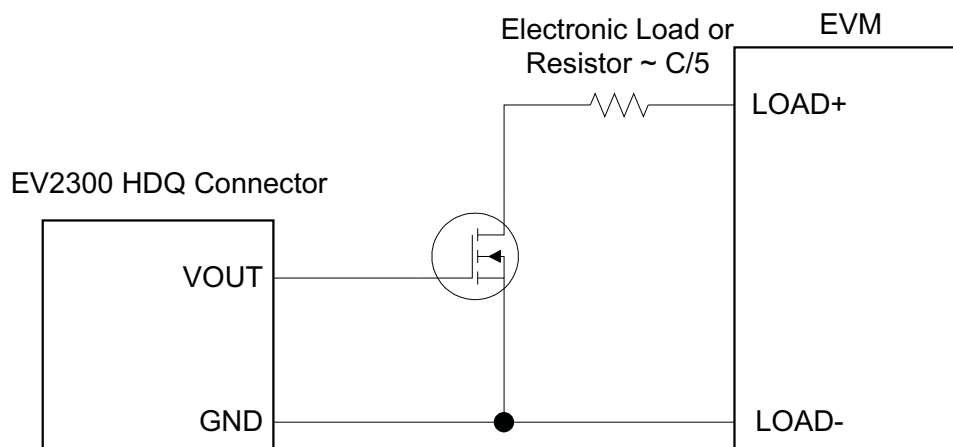 Electronic Load or
Resistor ~ C/5
EVM
LOAD+
EV2300 HDQ Connector
VOUT
GND
LOAD-